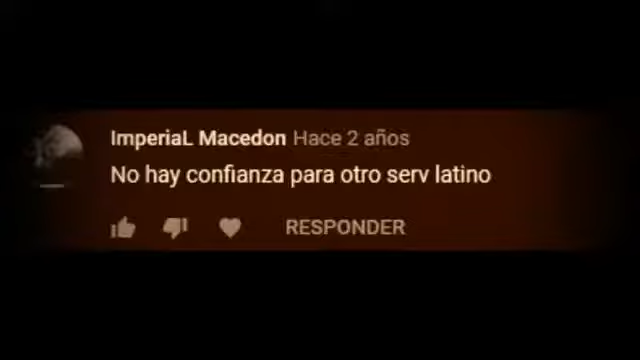 ImperiaL Macedon Hace 2 años
No hay confianza para otro serv latino
RESPONDER